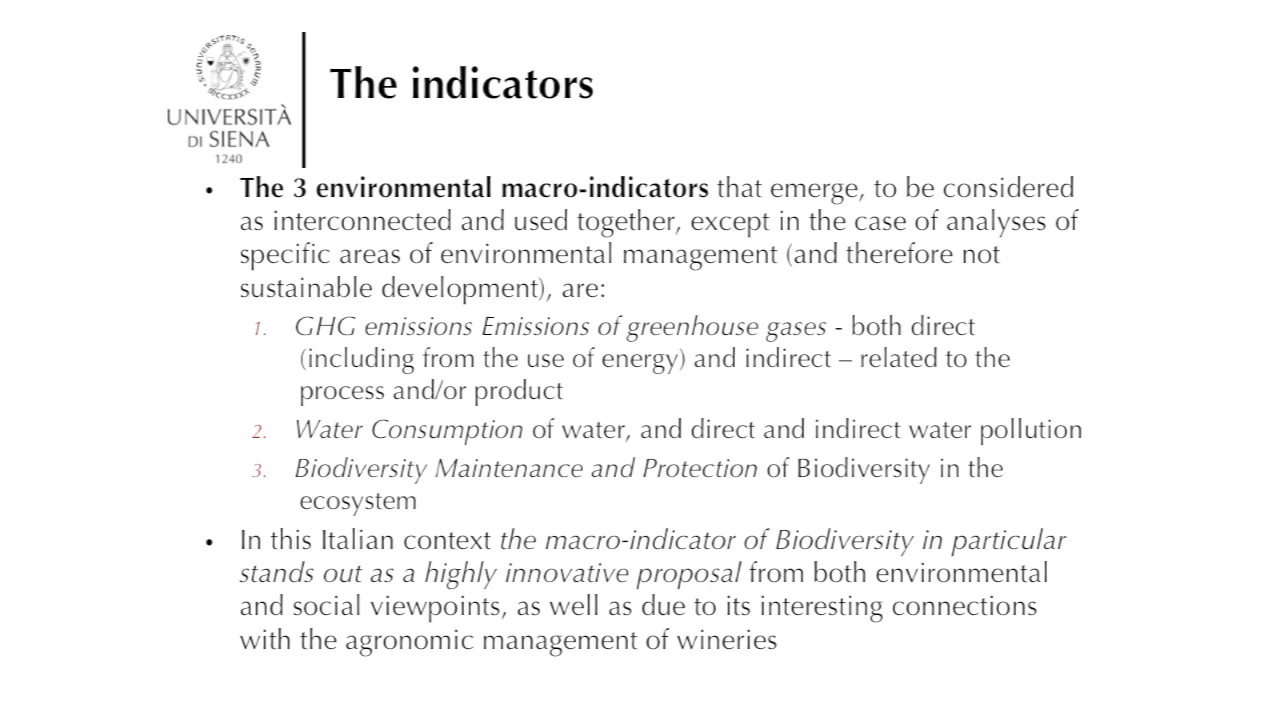 UNIVERSITÀ
DI SIENA
1240
The indicators
• The 3 environmental macro-indicators that emerge, to be considered
as interconnected and used together, except in the case of analyses of
specific areas of environmental management (and therefore not
sustainable development), are:
1. GHG emissions Emissions of greenhouse gases - both direct
(including from the use of energy) and indirect – related to the
process and/or product
2. Water Consumption of water, and direct and indirect water pollution
3. Biodiversity Maintenance and Protection of Biodiversity in the
ecosystem
• In this Italian context the macro-indicator of Biodiversity in particular
stands out as a highly innovative proposal from both environmental
and social viewpoints, as well as due to its interesting connections
with the agronomic management of wineries